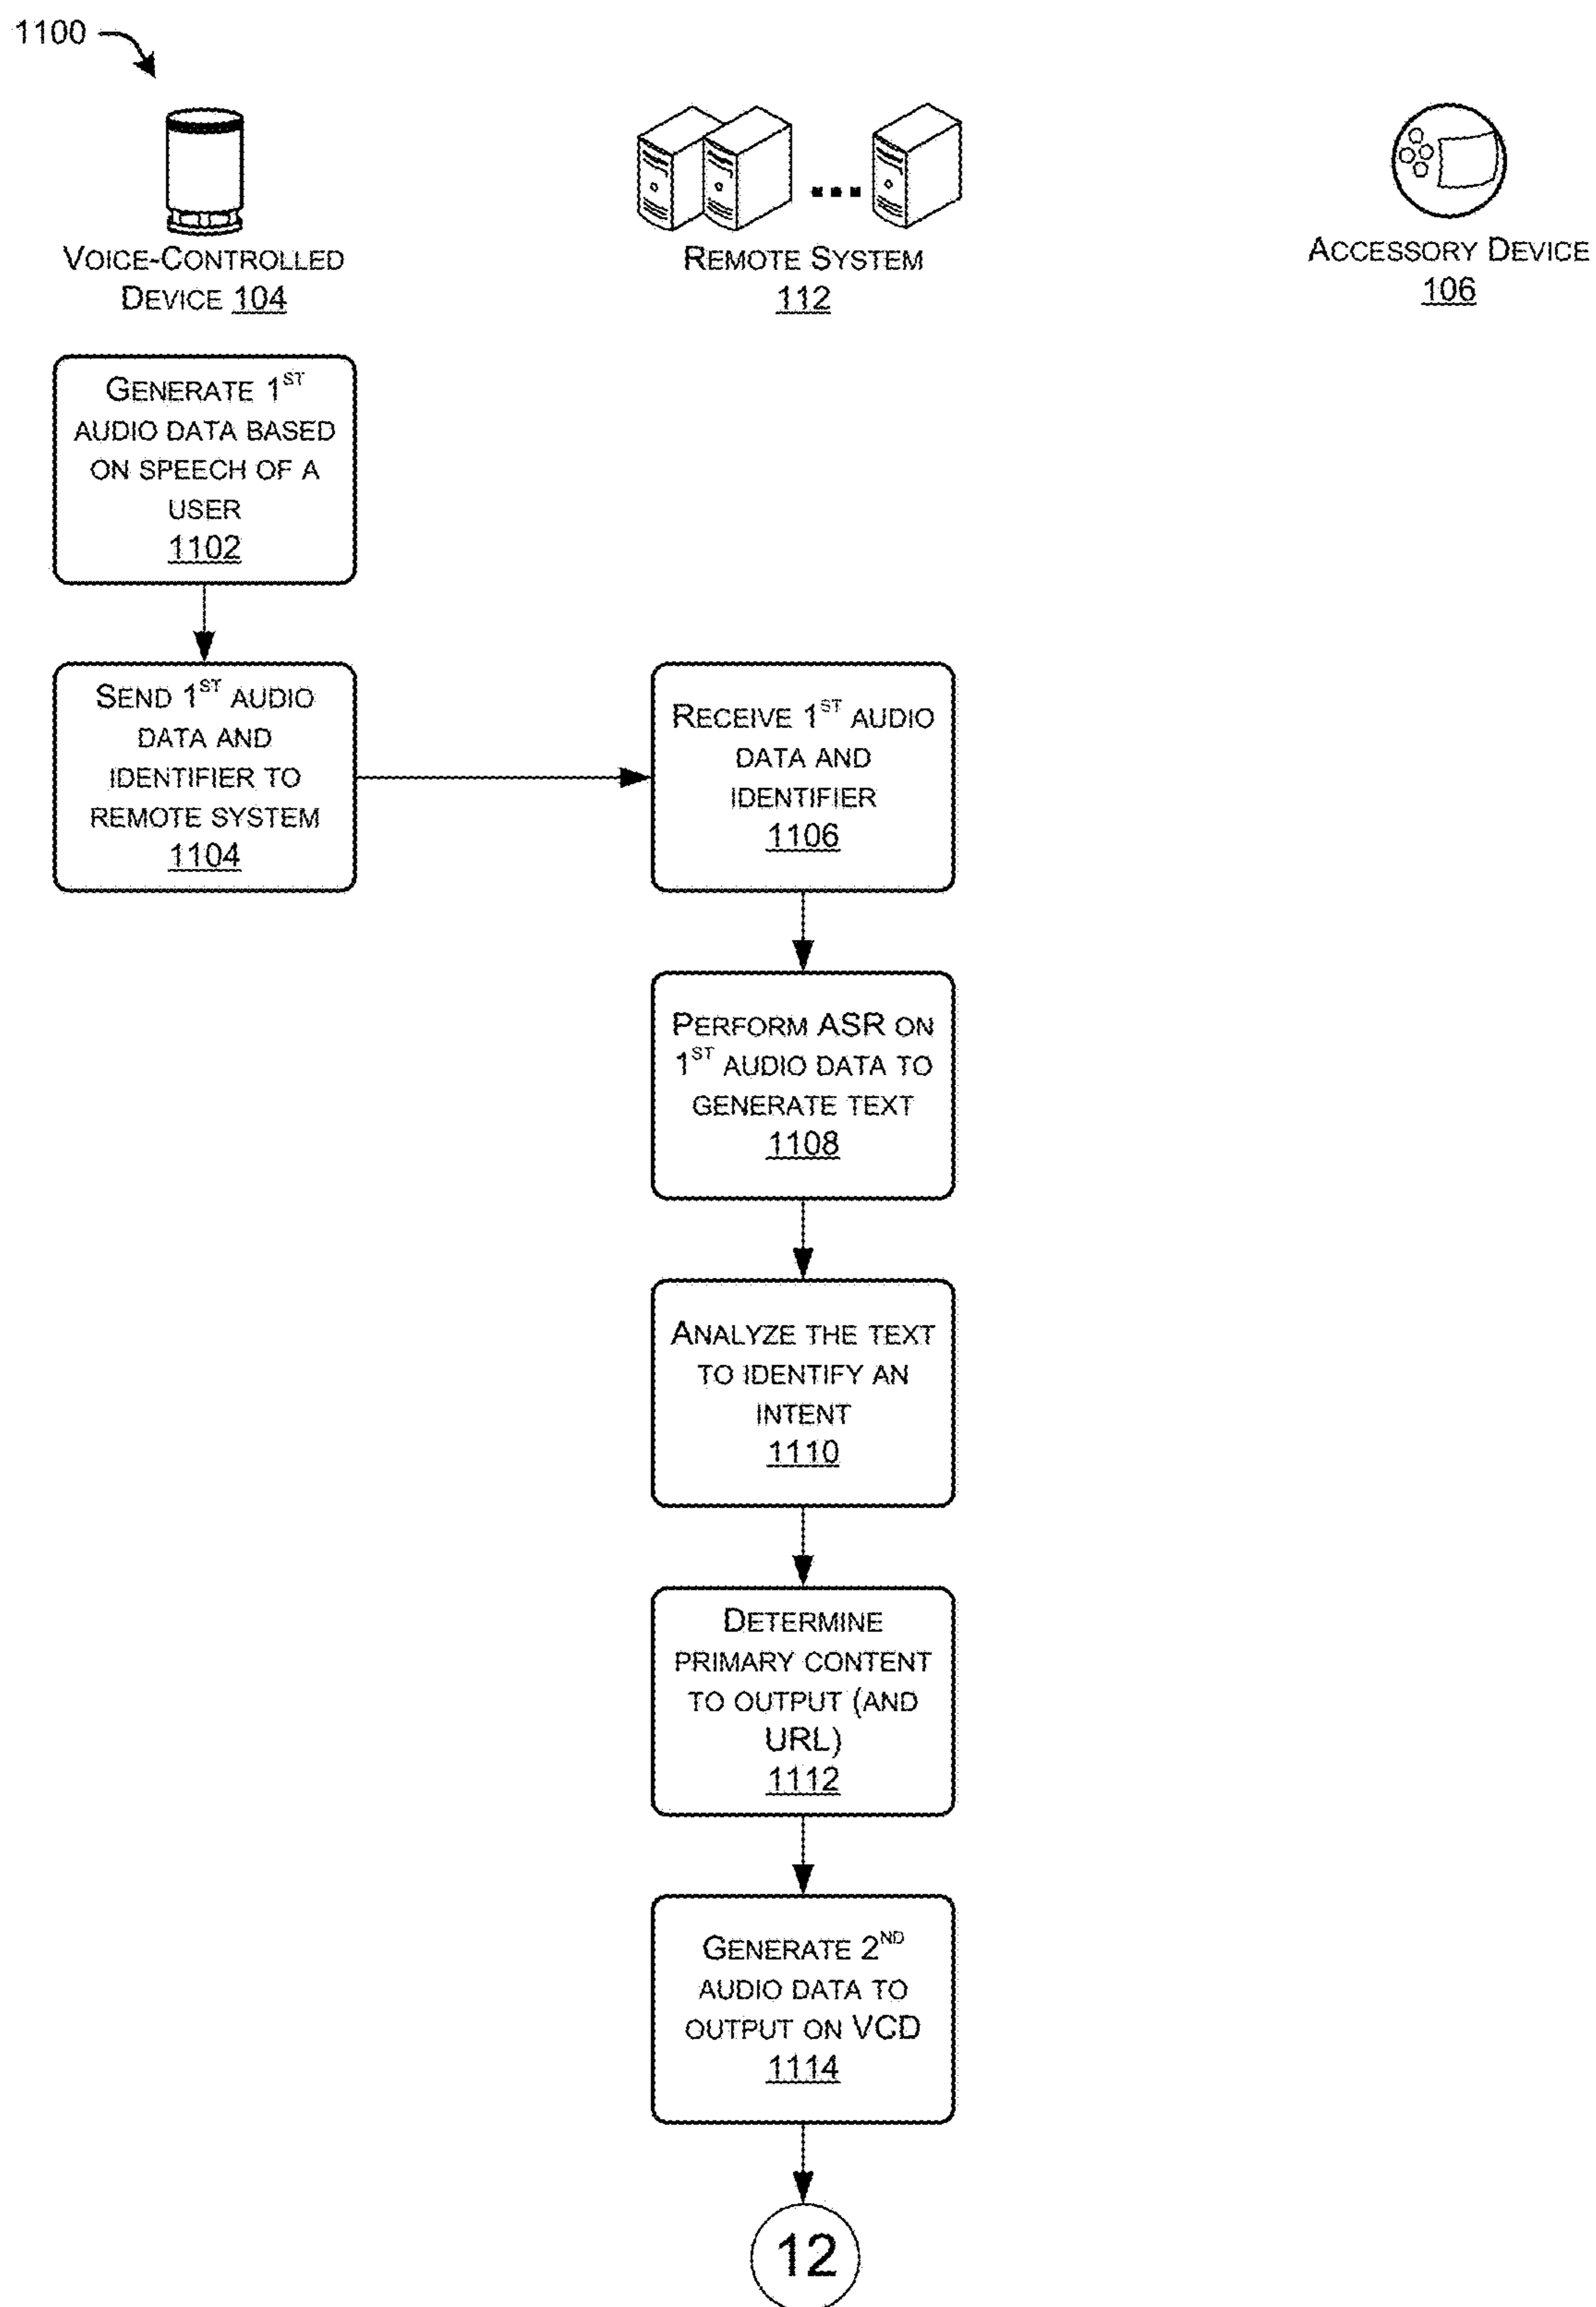 1100
VOICE-CONTROLLED
DEVICE 104
REMOTE SYSTEM
112
ACCESSORY DEVICE
106
GENERATE 1ST
AUDIO DATA BASED
ON SPEECH OF A
USER
1102
SEND 1ST AUDIO
DATA AND
IDENTIFIER TO
REMOTE SYSTEM
1104
RECEIVE 1ST AUDIO
DATA AND
IDENTIFIER
1106
PERFORM ASR ON
1ST AUDIO DATA TO
GENERATE TEXT
1108
ANALYZE THE TEXT
TO IDENTIFY AN
INTENT
1110
DETERMINE
PRIMARY CONTENT
TO OUTPUT (AND
URL)
1112
GENERATE 2ND
AUDIO DATA TO
OUTPUT ON VCD
1114
12